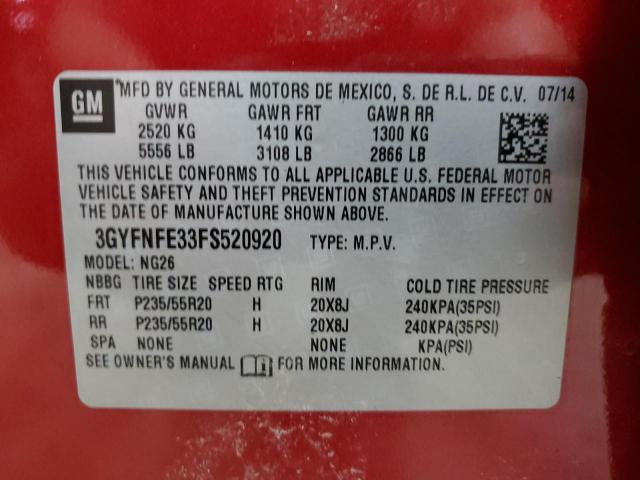 GM
MFD BY GENERAL MOTORS DE MEXICO, S. DE R.L. DE C.V. 07/14
GVWR GAWR FRT GAWR RR
2520 KG 1410 KG 1300 KG
5556 LB 3108 LB 2866 LB
THIS VEHICLE CONFORMS TO ALL APPLICABLE U.S. FEDERAL MOTOR
VEHICLE SAFETY AND THEFT PREVENTION STANDARDS IN EFFECT ON
THE DATE OF MANUFACTURE SHOWN ABOVE.
3GYFNFE33FS520920 TYPE: M.P.V.
MODEL: NG26
NBBG TIRE SIZE SPEED RTG RIM COLD TIRE PRESSURE
FRT P235/55R20 H 20X8J 240KPA(35PSI)
RR P235/55R20 H 20X8J 240KPA(35PSI)
SPA NONE NONE KPA(PSI)
SEE OWNER'S MANUAL FOR MORE INFORMATION.